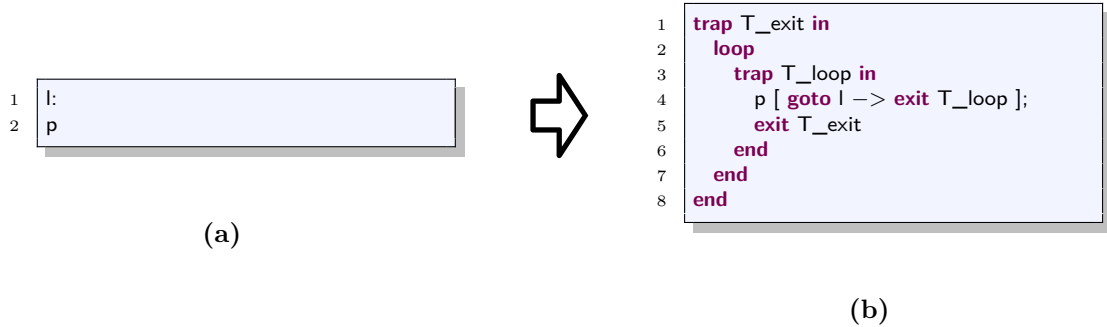 1 l:
2 p
(a)
1 trap T_exit in
2 loop
3 trap T_loop in
4 p [ goto l −> exit T_loop ];
5 exit T_exit
6 end
7 end
8 end
(b)